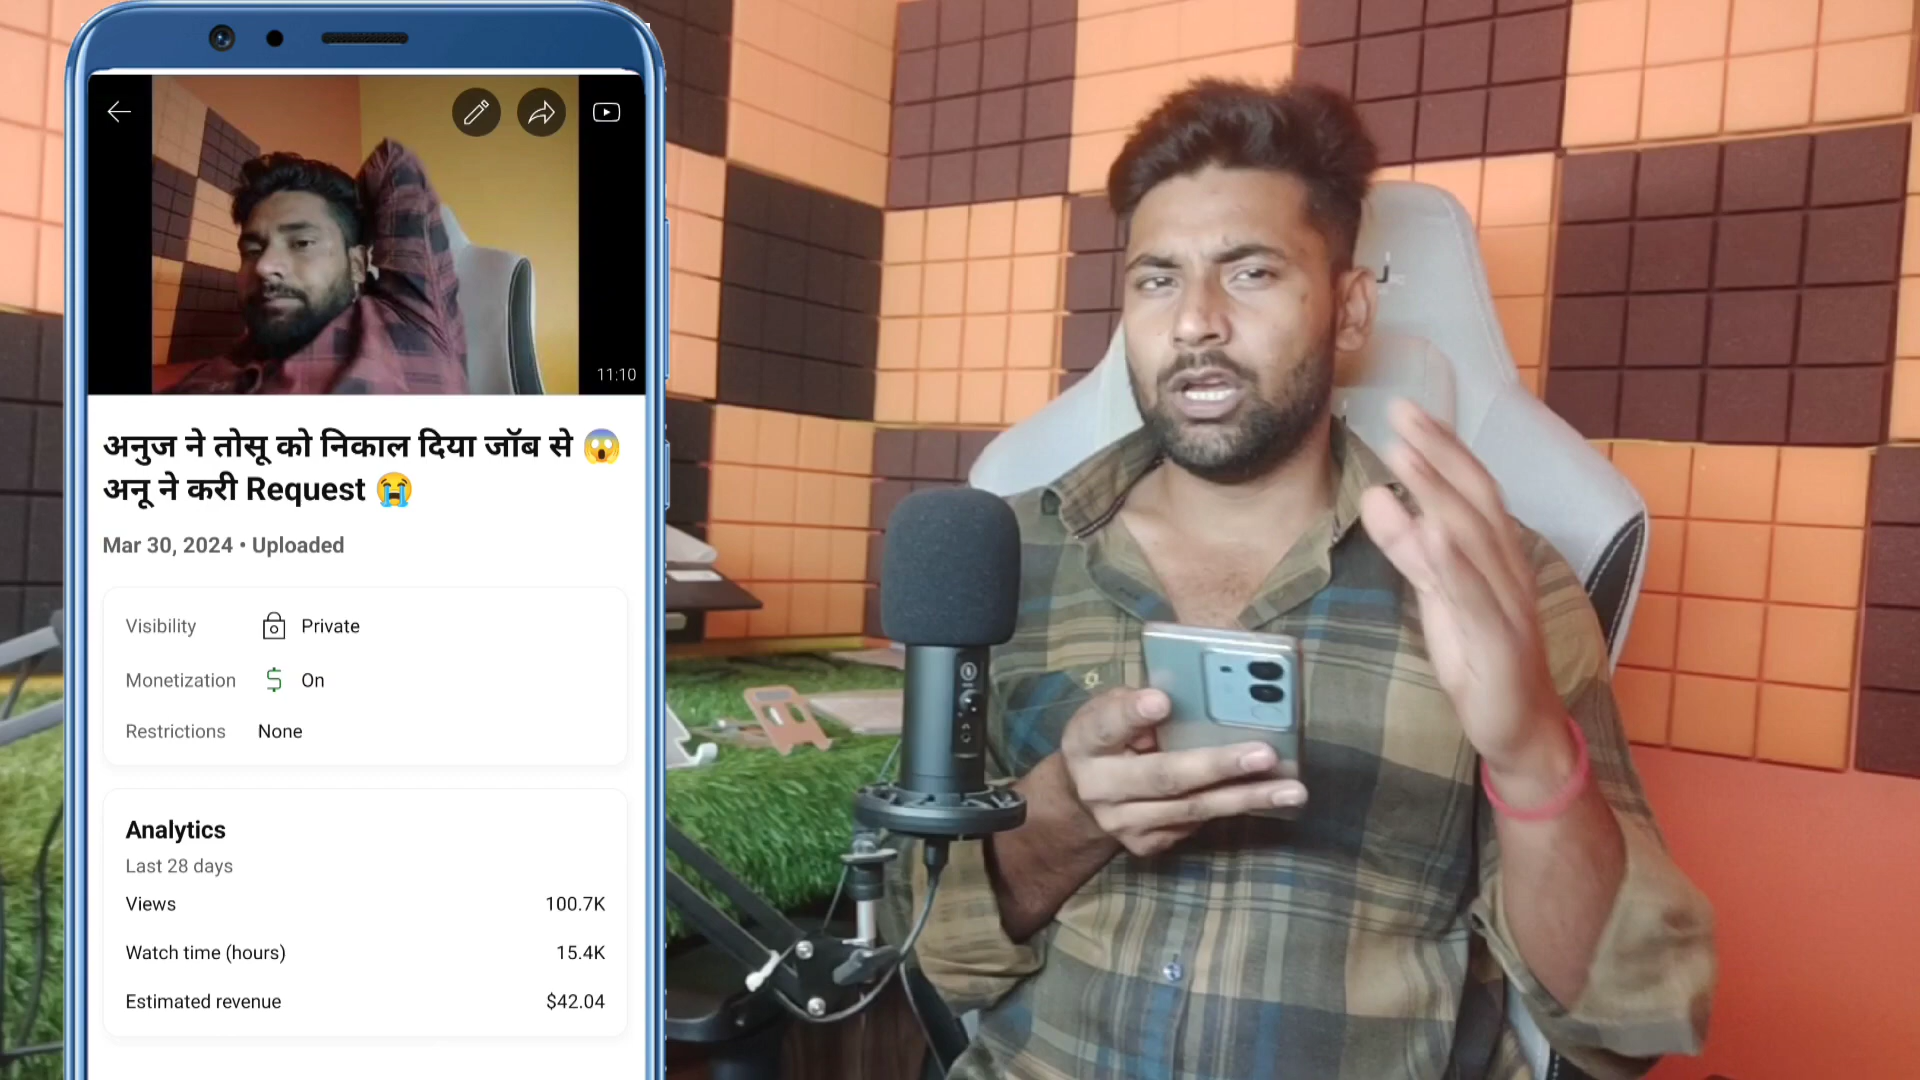 11:10
अनुज ने तोसू को निकाल दिया जॉब से 😱
अनू ने करी Request 😭
Mar 30, 2024 • Uploaded
Visibility Private
Monetization On
Restrictions None
Analytics
Last 28 days
Views 100.7K
Watch time (hours) 15.4K
Estimated revenue $42.04